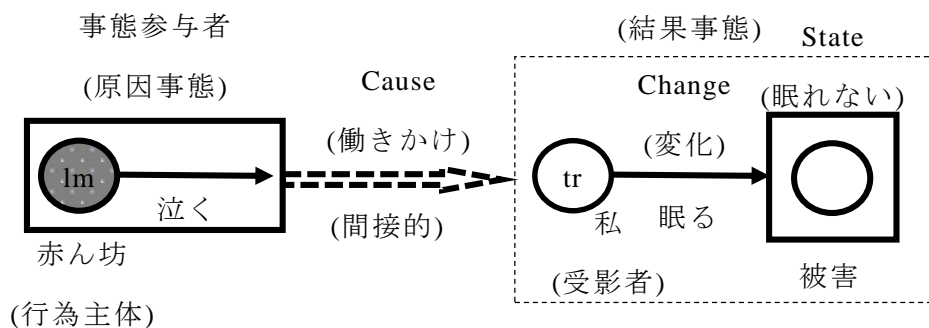 事態参与者
(原因事態)
lm
泣く
赤ん坊
(行為主体)
Cause
(働きかけ)
(間接的)
(結果事態)
State
Change
(眠れない)
(変化)
tr
私
眠る
(受影者)
被害